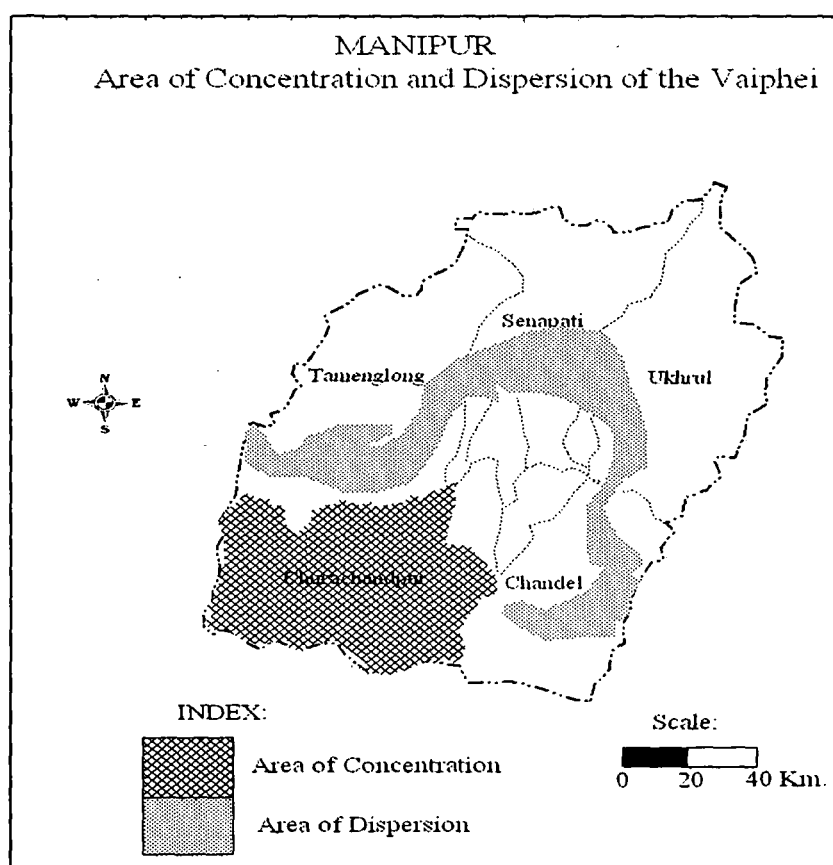 MANIPUR
Area of Concentration and Dispersion of the Vaiphei
Senapati
Tamenglong
Ukhrul
N
W E
S
Churachandpur
Chandel
INDEX:
Area of Concentration
Area of Dispersion
Scale:
0 20 40 Km.